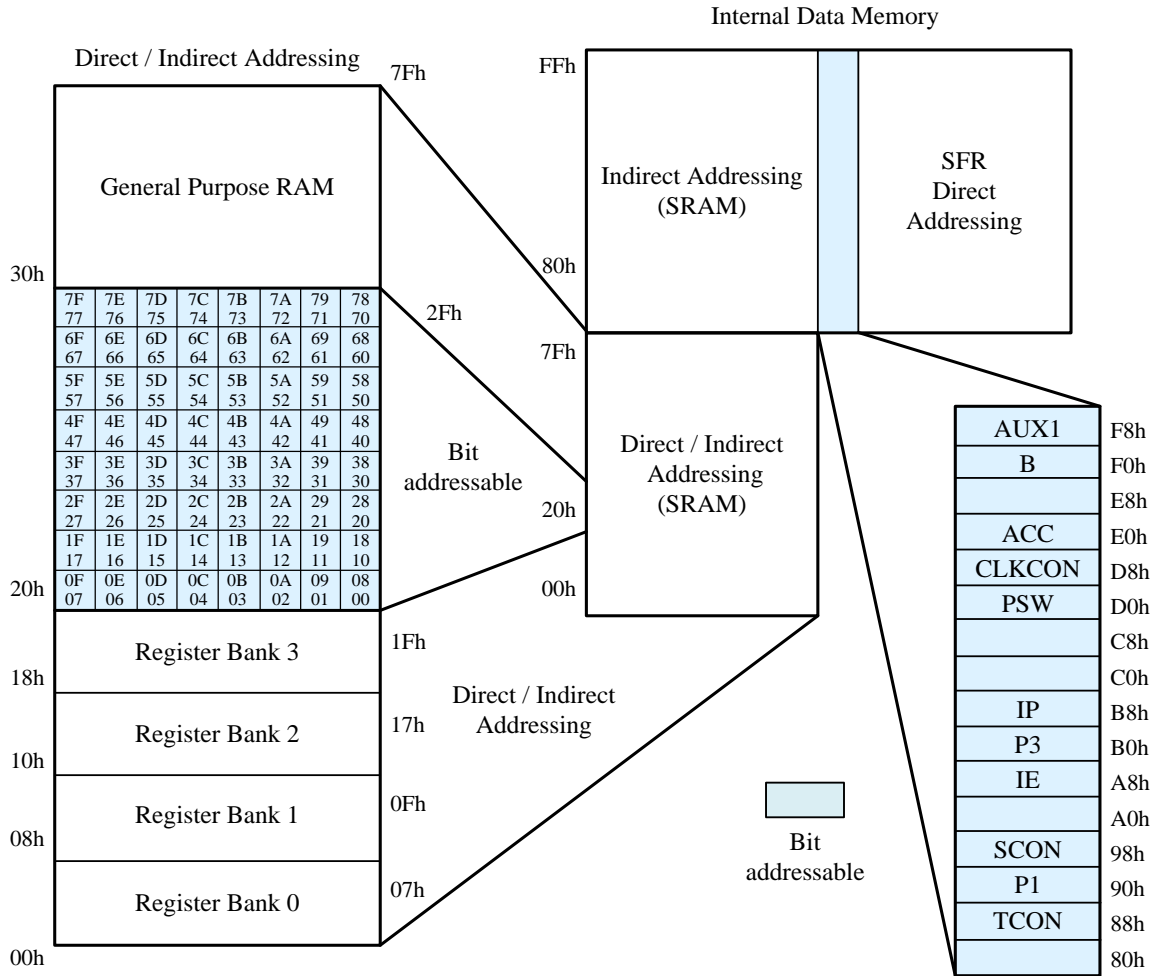 Internal Data Memory
Direct / Indirect Addressing
7Fh
General Purpose RAM
30h
7F 7E 7D 7C 7B 7A 79 78
77 76 75 74 73 72 71 70
6F 6E 6D 6C 6B 6A 69 68
67 66 65 64 63 62 61 60
5F 5E 5D 5C 5B 5A 59 58
57 56 55 54 53 52 51 50
4F 4E 4D 4C 4B 4A 49 48
47 46 45 44 43 42 41 40
3F 3E 3D 3C 3B 3A 39 38
37 36 35 34 33 32 31 30
2F 2E 2D 2C 2B 2A 29 28
27 26 25 24 23 22 21 20
1F 1E 1D 1C 1B 1A 19 18
17 16 15 14 13 12 11 10
0F 0E 0D 0C 0B 0A 09 08
07 06 05 04 03 02 01 00
2Fh
Bit
addressable
20h
Register Bank 3
1Fh
18h
Register Bank 2
17h
10h
Register Bank 1
0Fh
08h
Register Bank 0
07h
00h
Direct / Indirect
Addressing
FFh
Indirect Addressing
(SRAM)
80h
SFR
Direct
Addressing
7Fh
Direct / Indirect
Addressing
(SRAM)
20h
00h
Bit
addressable
AUX1 F8h
B F0h
E8h
ACC E0h
CLKCON D8h
PSW D0h
C8h
C0h
IP B8h
P3 B0h
IE A8h
A0h
SCON 98h
P1 90h
TCON 88h
80h